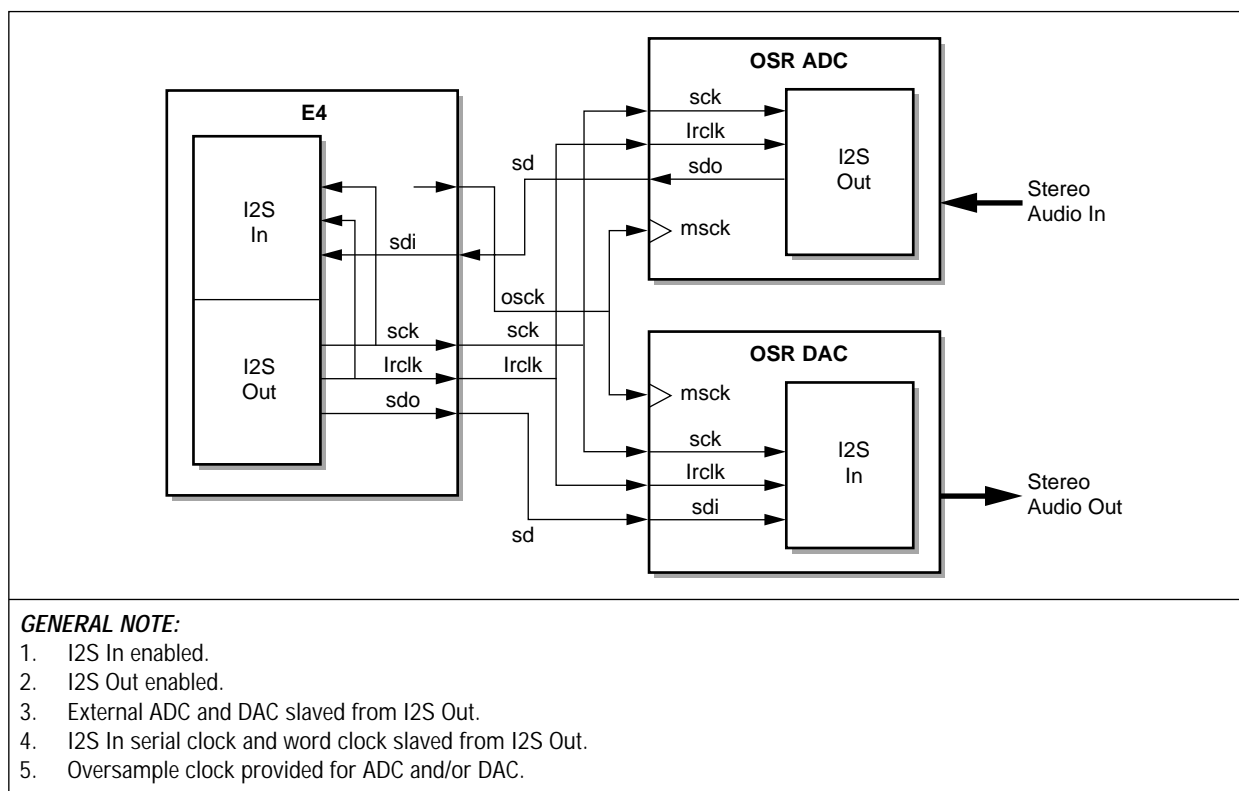 OSR ADC
E4
sck
lrclk
sdo
sd
I2S
Out
Stereo
Audio In
msck
I2S
In
sdi
osck
sck
sck
lrclk
lrclk
sdo
I2S
Out
OSR DAC
msck
sck
lrclk
sdi
I2S
In
Stereo
Audio Out
sd
GENERAL NOTE:
1. I2S In enabled.
2. I2S Out enabled.
3. External ADC and DAC slaved from I2S Out.
4. I2S In serial clock and word clock slaved from I2S Out.
5. Oversample clock provided for ADC and/or DAC.